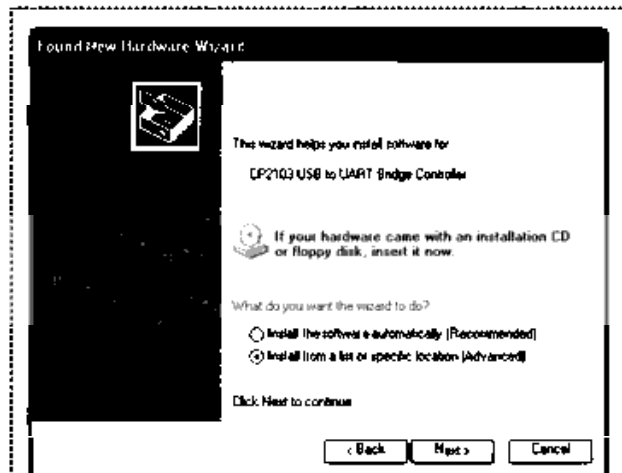 Found New Hardware Wizard
This wizard helps you install software for
CP2103 USB to UART Bridge Controller
If your hardware came with an installation CD
or floppy disk, insert it now.
What do you want the wizard to do?
Install the software automatically (Recommended)
Install from a list or specific location (Advanced)
Click Next to continue
< Back Next > Cancel